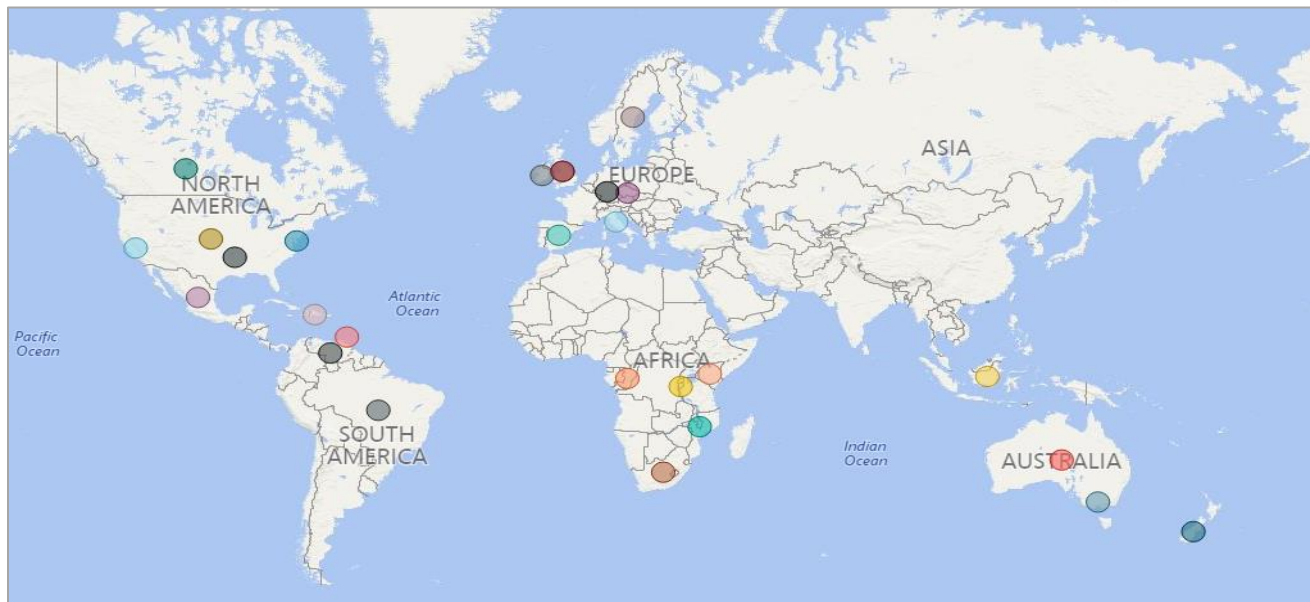 ASIA
EUROPE
NORTH
AMERICA
Atlantic
Ocean
Pacific
Ocean
AFRICA
SOUTH
AMERICA
Indian
Ocean
AUSTRALIA